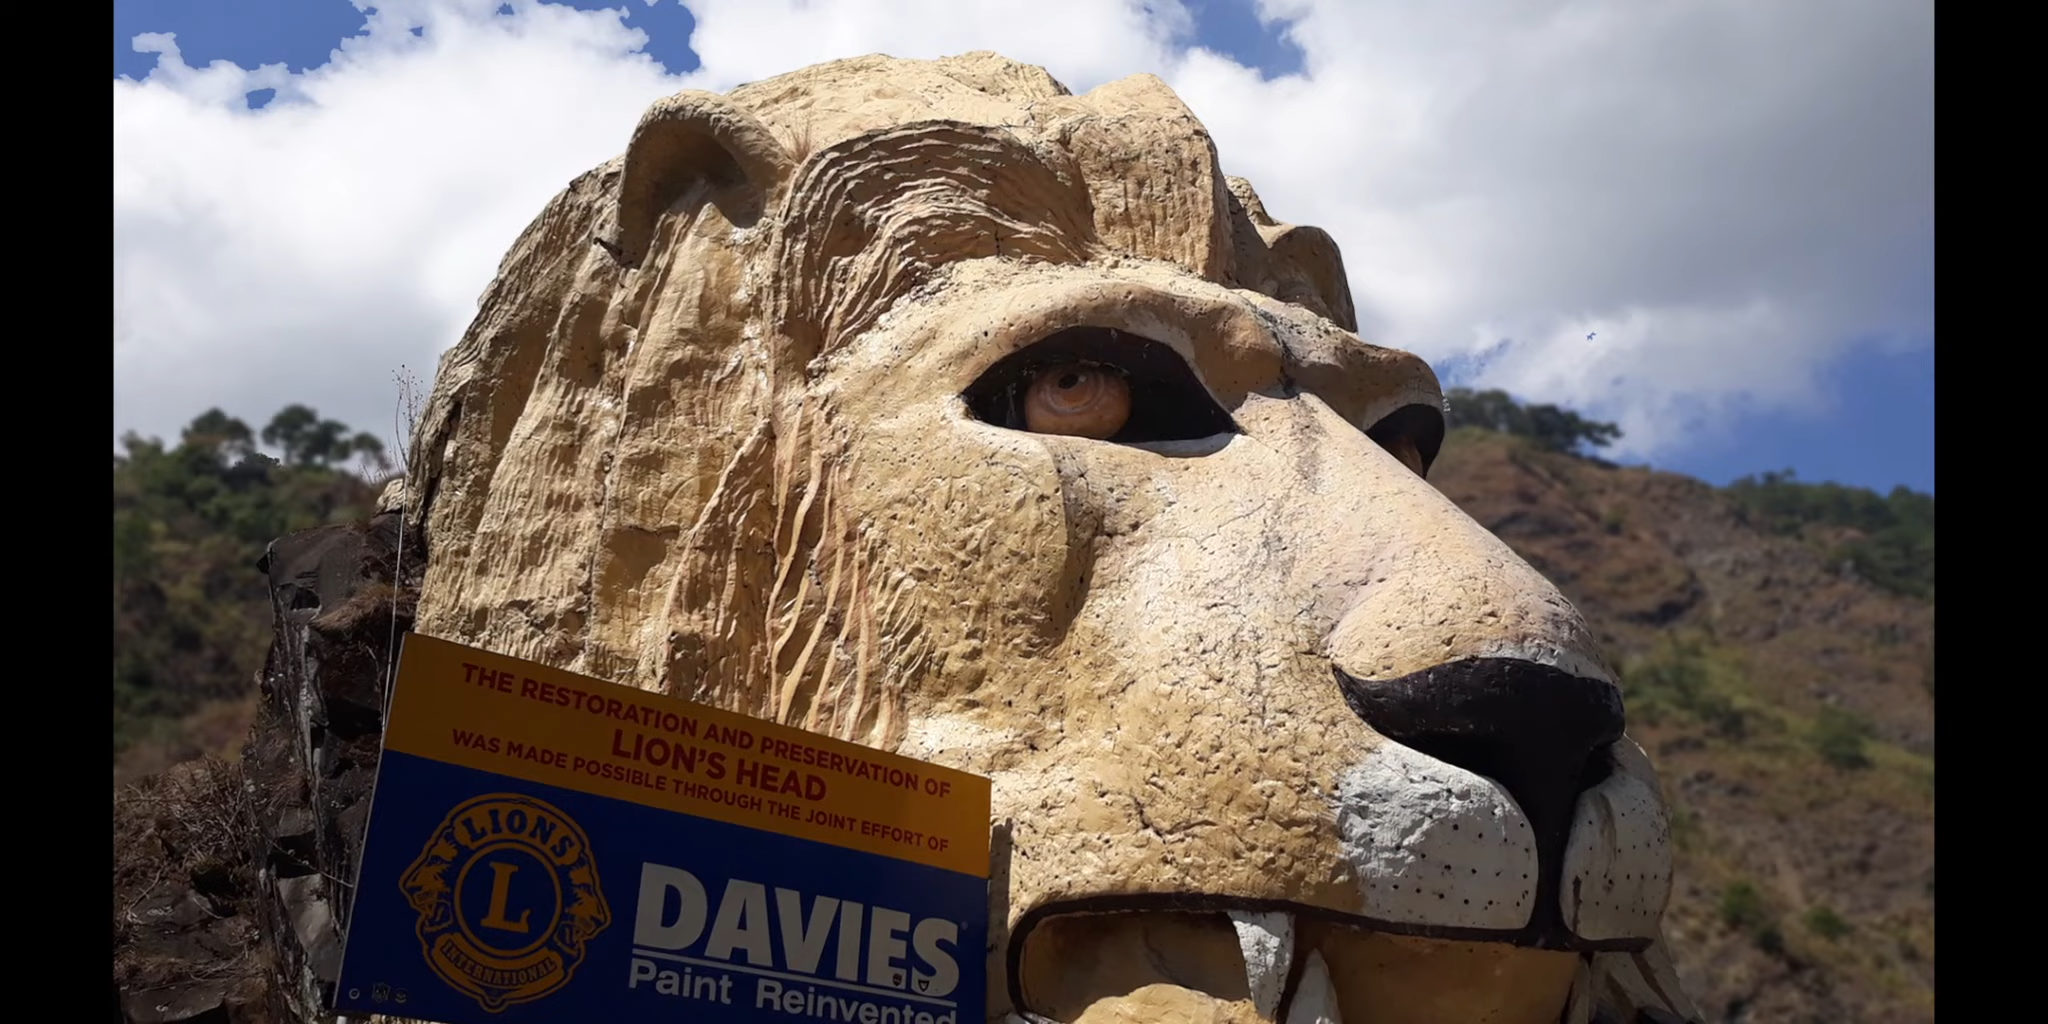 THE RESTORATION AND PRESERVATION OF
LION'S HEAD
WAS MADE POSSIBLE THROUGH THE JOINT EFFORT OF
LIONS
L
INTERNATIONAL
DAVIES
Paint Reinvented